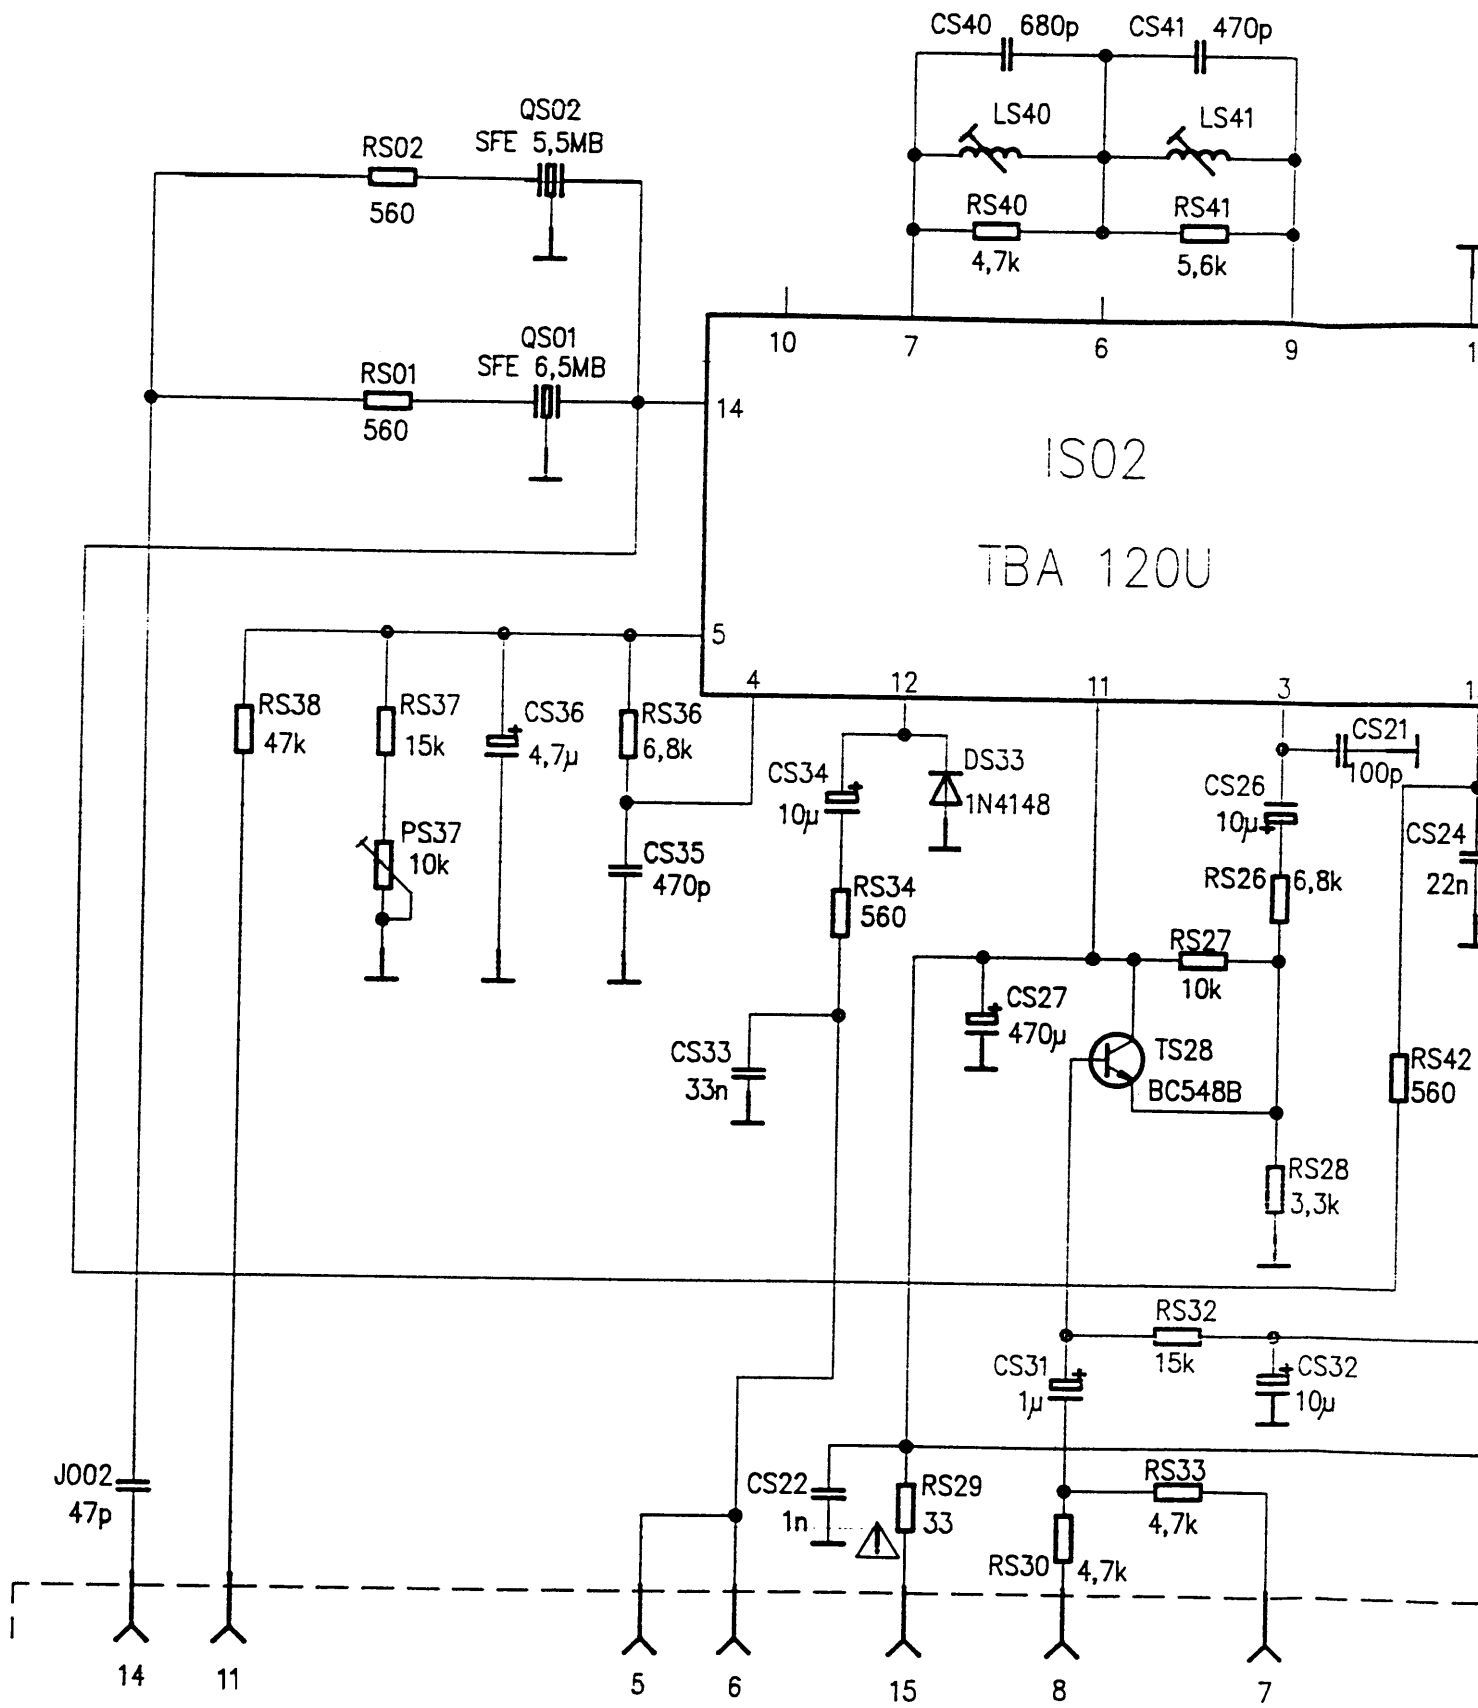 CS40 680p CS41 470p
QS02
SFE 5,5MB
LS40
LS41
RS02
560
RS40
4,7k
RS41
5,6k
QS01
SFE 6,5MB
RS01
560
10 7 6 9
14
IS02
TBA 120U
5
4 12 11 3
RS38
47k
RS37
15k
CS36
4,7µ
RS36
6,8k
CS34
10µ
DS33
1N4148
CS21
100p
CS26
10µ
CS24
22n
PS37
10k
CS35
470p
RS34
560
RS26 6,8k
RS27
10k
CS27
470µ
CS33
33n
TS28
BC548B
RS42
560
RS28
3,3k
RS32
15k
CS31
1µ
CS32
10µ
J002
47p
CS22
1n
RS29
33
RS33
4,7k
RS30 4,7k
14 11 5 6 15 8 7